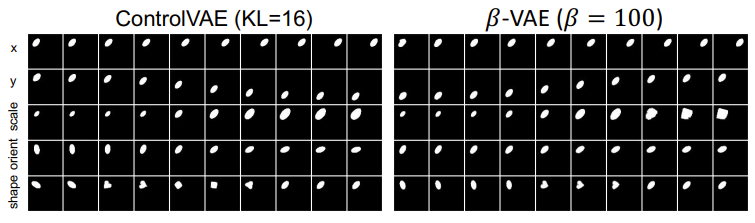 ControlVAE (KL=16)
β-VAE (β = 100)
x
y
scale
orient
shape